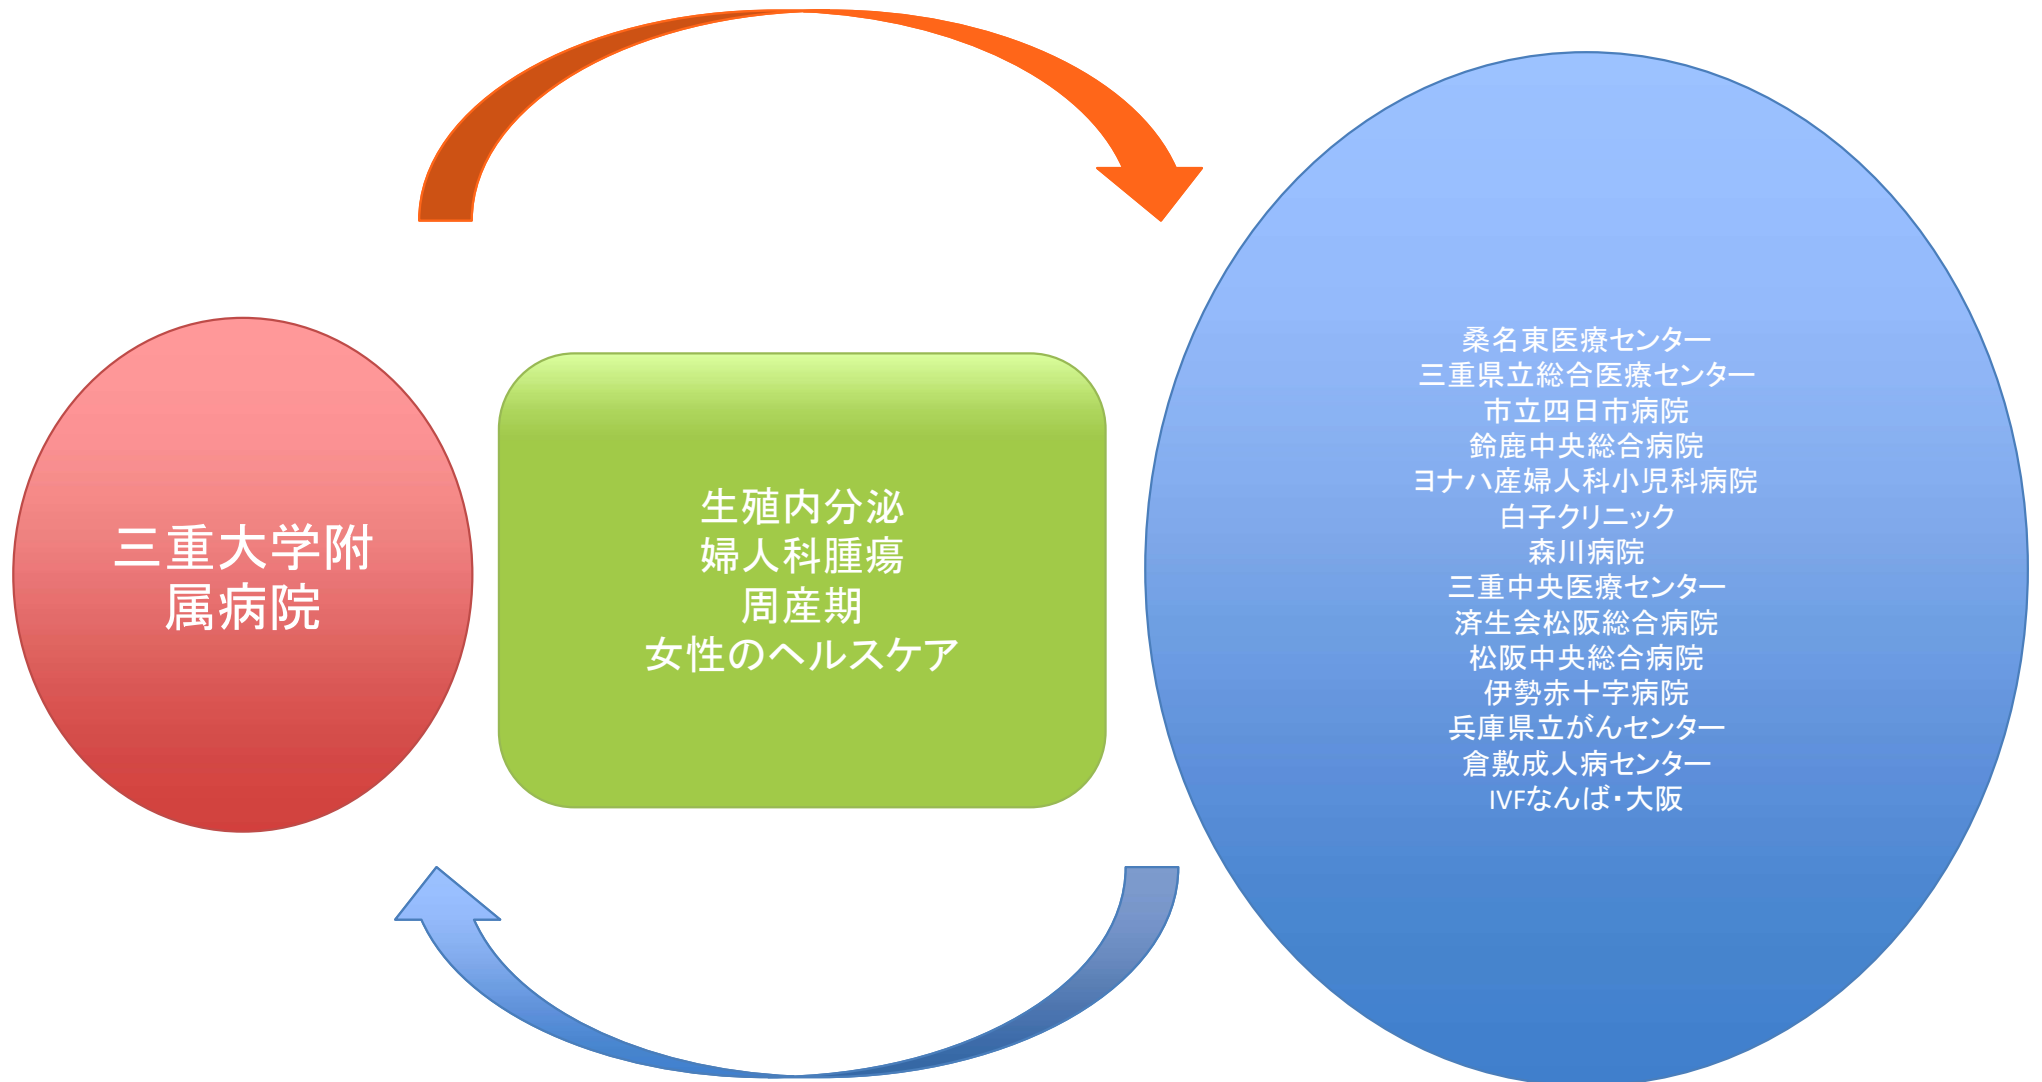 三重大学附
属病院
生殖内分泌
婦人科腫瘍
周産期
女性のヘルスケア
桑名東医療センター
三重県立総合医療センター
市立四日市病院
鈴鹿中央総合病院
ヨナハ産婦人科小児科病院
白子クリニック
森川病院
三重中央医療センター
済生会松阪総合病院
松阪中央総合病院
伊勢赤十字病院
兵庫県立がんセンター
倉敷成人病センター
IVFなんば・大阪